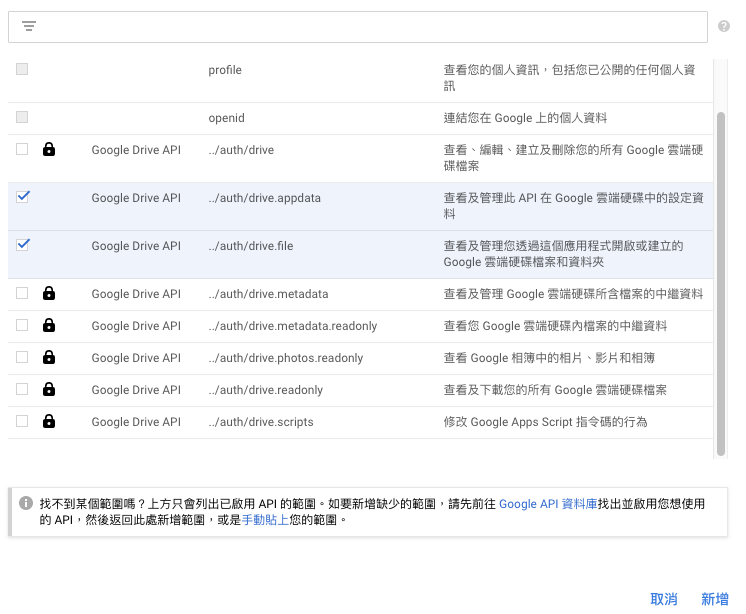 profile 查看您的個人資訊，包括您已公開的任何個人資
訊
openid 連結您在 Google 上的個人資料
Google Drive API ../auth/drive 查看、編輯、建立及刪除您的所有 Google 雲端硬
碟檔案
Google Drive API ../auth/drive.appdata 查看及管理此 API 在 Google 雲端硬碟中的設定資
料
Google Drive API ../auth/drive.file 查看及管理您透過這個應用程式開啟或建立的
Google 雲端硬碟檔案和資料夾
Google Drive API ../auth/drive.metadata 查看及管理 Google 雲端硬碟所含檔案的中繼資料
Google Drive API ../auth/drive.metadata.readonly 查看您 Google 雲端硬碟內檔案的中繼資料
Google Drive API ../auth/drive.photos.readonly 查看 Google 相簿中的相片、影片和相簿
Google Drive API ../auth/drive.readonly 查看及下載您的所有 Google 雲端硬碟檔案
Google Drive API ../auth/drive.scripts 修改 Google Apps Script 指令碼的行為
找不到某個範圍嗎？上方只會列出已啟用 API 的範圍。如要新增缺少的範圍，請先前往 Google API 資料庫找出並啟用您想使用
的 API，然後返回此處新增範圍，或是手動貼上您的範圍。
取消 新增